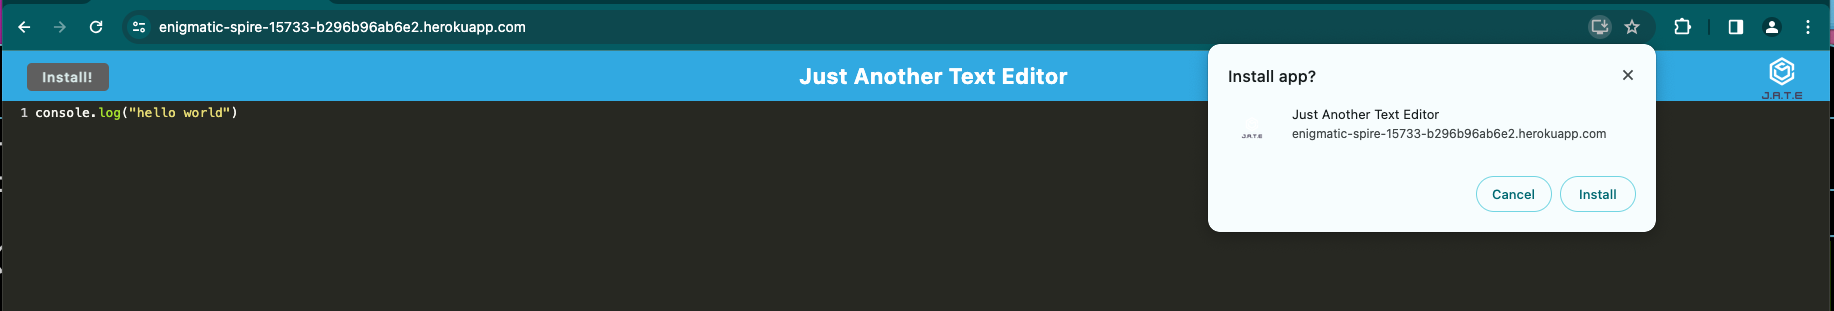 enigmatic-spire-15733-b296b96ab6e2.herokuapp.com
Install!
Just Another Text Editor
J.A.T.E
1 console.log("hello world")
Install app?
J.A.T.E
Just Another Text Editor
enigmatic-spire-15733-b296b96ab6e2.herokuapp.com
Cancel
Install